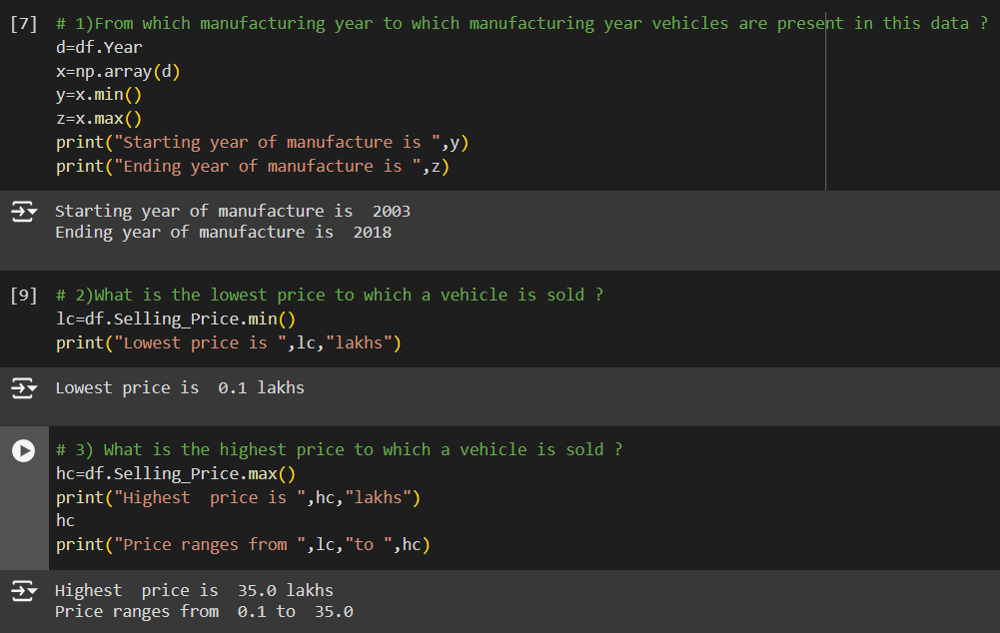 [7] # 1)From which manufacturing year to which manufacturing year vehicles are present in this data ?
d=df.Year
x=np.array(d)
y=x.min()
z=x.max()
print("Starting year of manufacture is ",y)
print("Ending year of manufacture is ",z)
Starting year of manufacture is  2003
Ending year of manufacture is  2018
[9] # 2)What is the lowest price to which a vehicle is sold ?
lc=df.Selling_Price.min()
print("Lowest price is ",lc,"lakhs")
Lowest price is  0.1 lakhs
# 3) What is the highest price to which a vehicle is sold ?
hc=df.Selling_Price.max()
print("Highest  price is ",hc,"lakhs")
hc
print("Price ranges from ",lc,"to ",hc)
Highest  price is  35.0 lakhs
Price ranges from  0.1 to  35.0